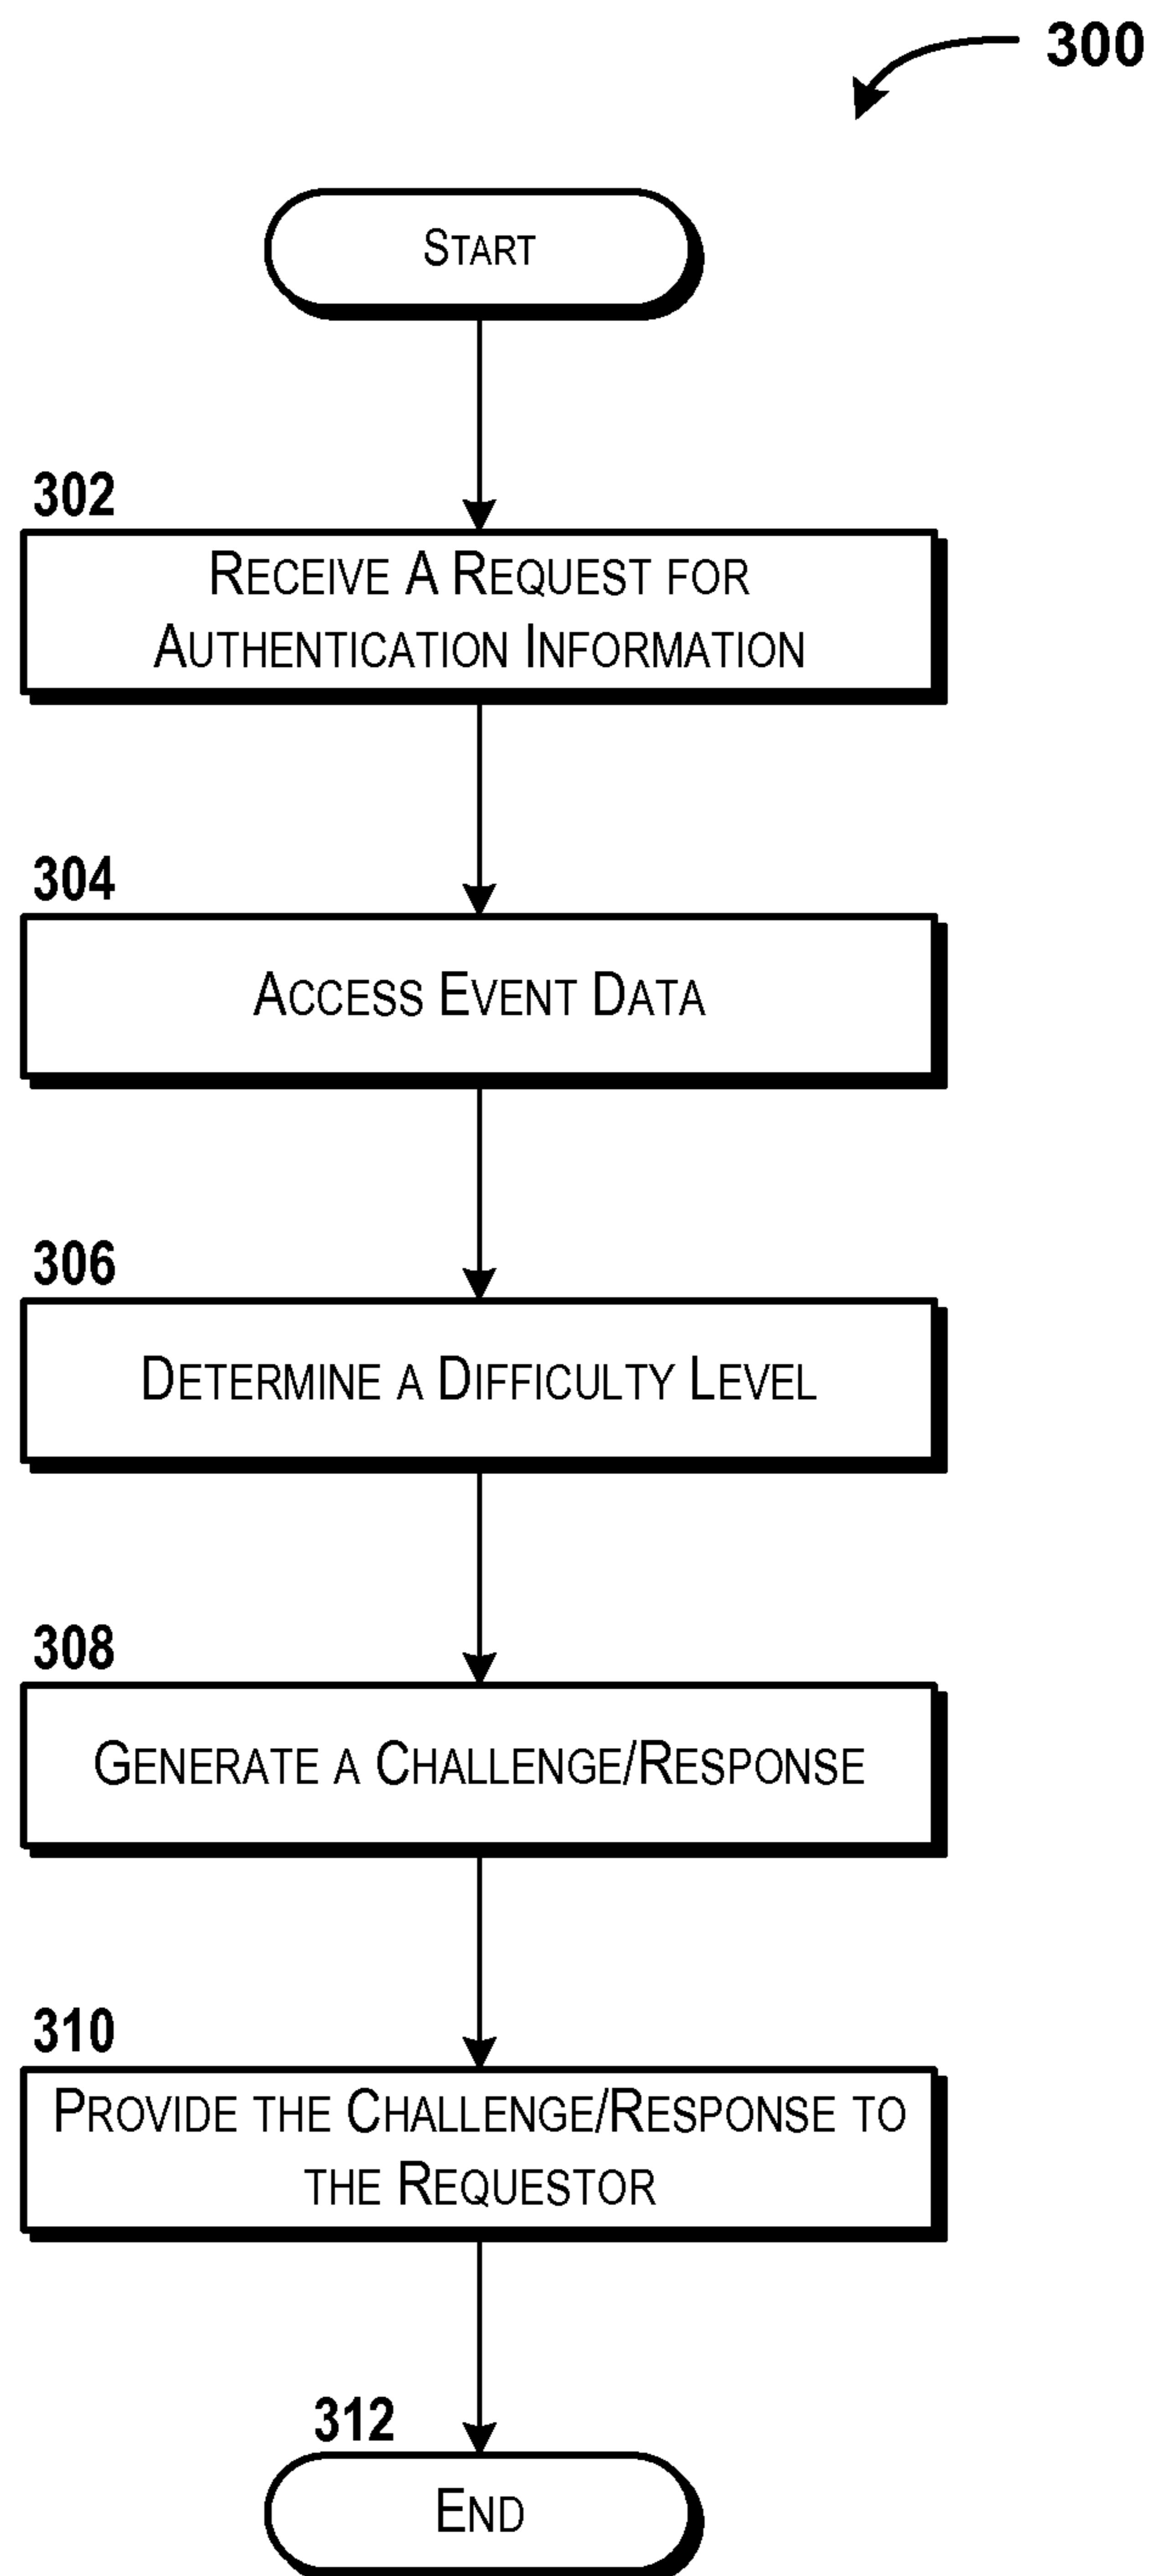 300
START
302
RECEIVE A REQUEST FOR
AUTHENTICATION INFORMATION
304
ACCESS EVENT DATA
306
DETERMINE A DIFFICULTY LEVEL
308
GENERATE A CHALLENGE/RESPONSE
310
PROVIDE THE CHALLENGE/RESPONSE TO
THE REQUESTOR
312
END